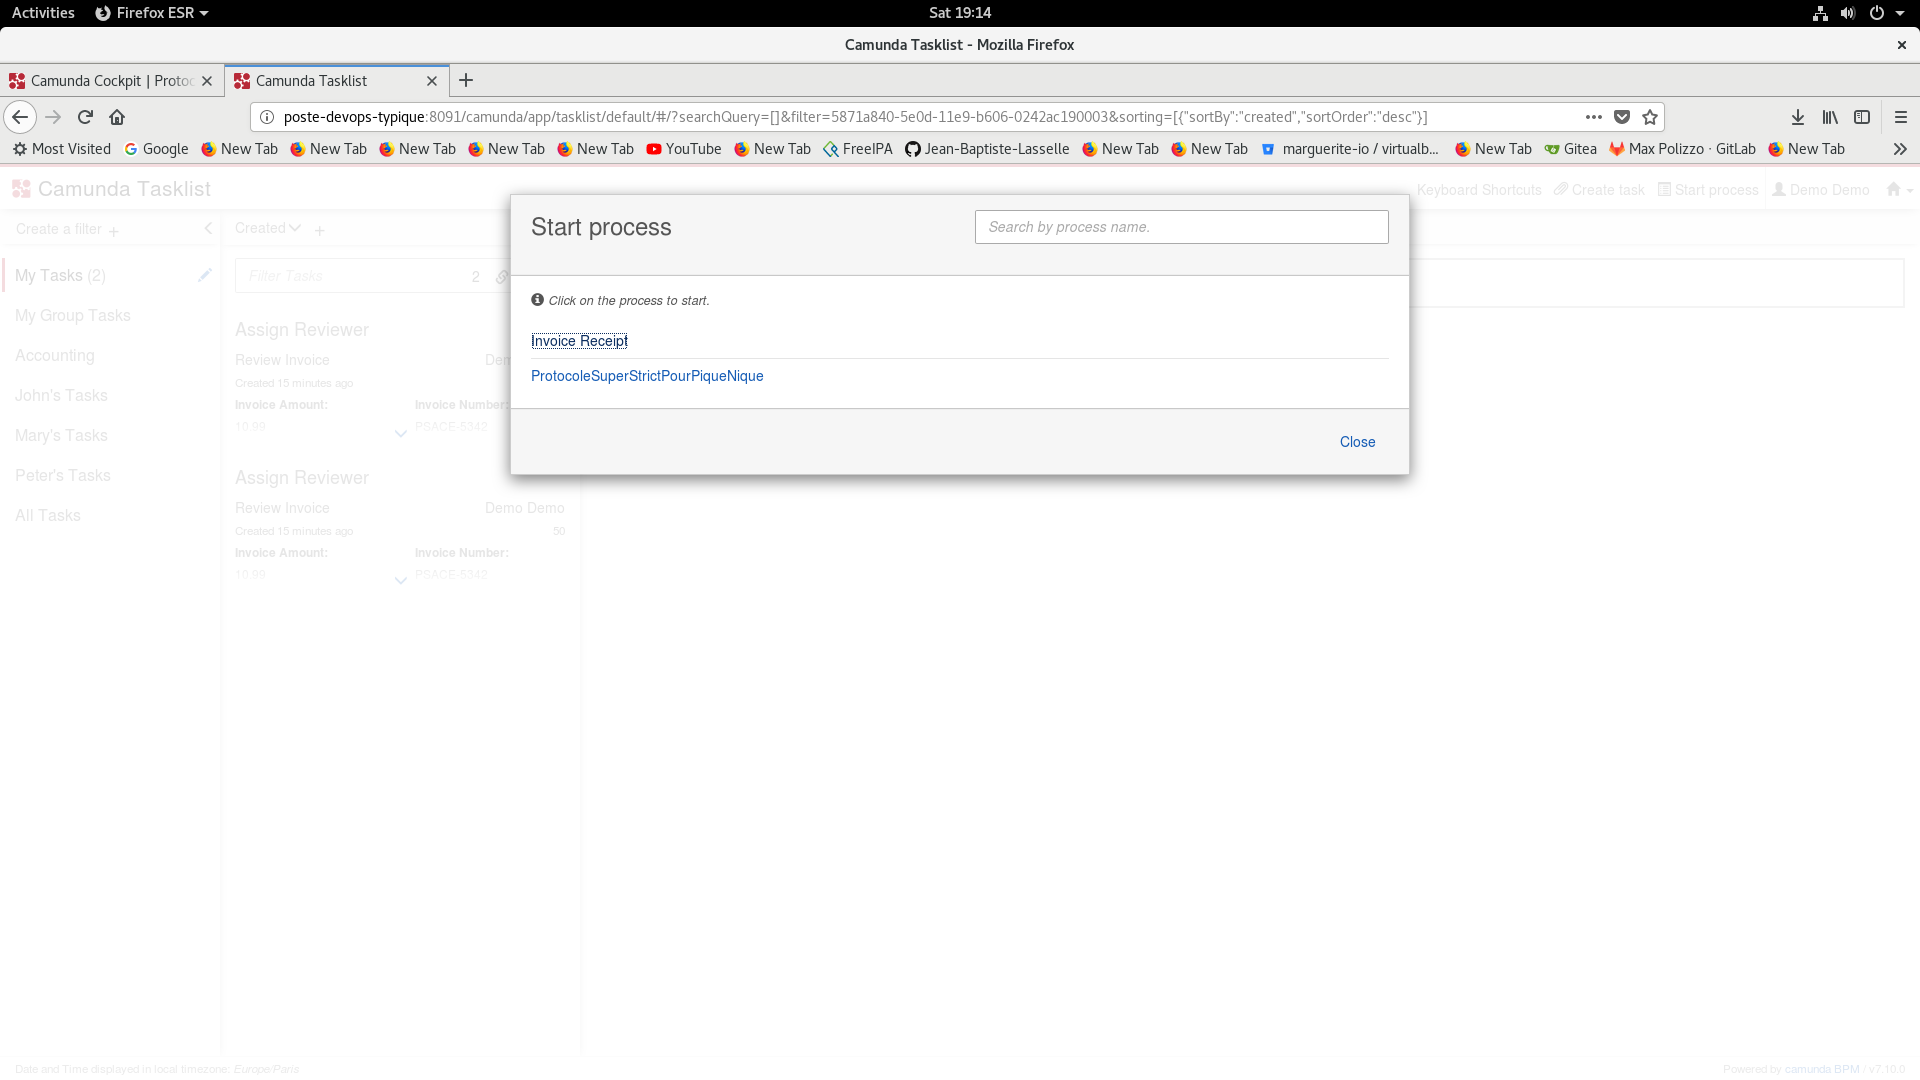 Activities Firefox ESR Sat 19:14
Camunda Tasklist - Mozilla Firefox
Camunda Cockpit | Protoc Camunda Tasklist
poste-devops-typique:8091/camunda/app/tasklist/default/#/?searchQuery=[]&filter=5871a840-5e0d-11e9-b606-0242ac190003&sorting=[{"sortBy":"created","sortOrder":"desc"}]
Most Visited Google New Tab New Tab New Tab New Tab New Tab YouTube New Tab FreeIPA Jean-Baptiste-Lasselle New Tab New Tab marguerite-io / virtualb... New Tab Gitea Max Polizzo · GitLab New Tab
Camunda Tasklist Keyboard Shortcuts Create task Start process Demo Demo
Start process
Search by process name.
Click on the process to start.
Invoice Receipt
ProtocoleSuperStrictPourPiqueNique
Close
Create a filter +
My Tasks (2)
My Group Tasks
Accounting
John's Tasks
Mary's Tasks
Peter's Tasks
All Tasks
Created +
Filter Tasks 2
Assign Reviewer
Review Invoice Dem
Created 15 minutes ago
Invoice Amount: Invoice Number:
10.99 PSACE-5342
Assign Reviewer
Review Invoice Demo Demo
Created 15 minutes ago 50
Invoice Amount: Invoice Number:
10.99 PSACE-5342
Date and Time displayed in local timezone: Europe/Paris
Powered by camunda BPM / v7.10.0